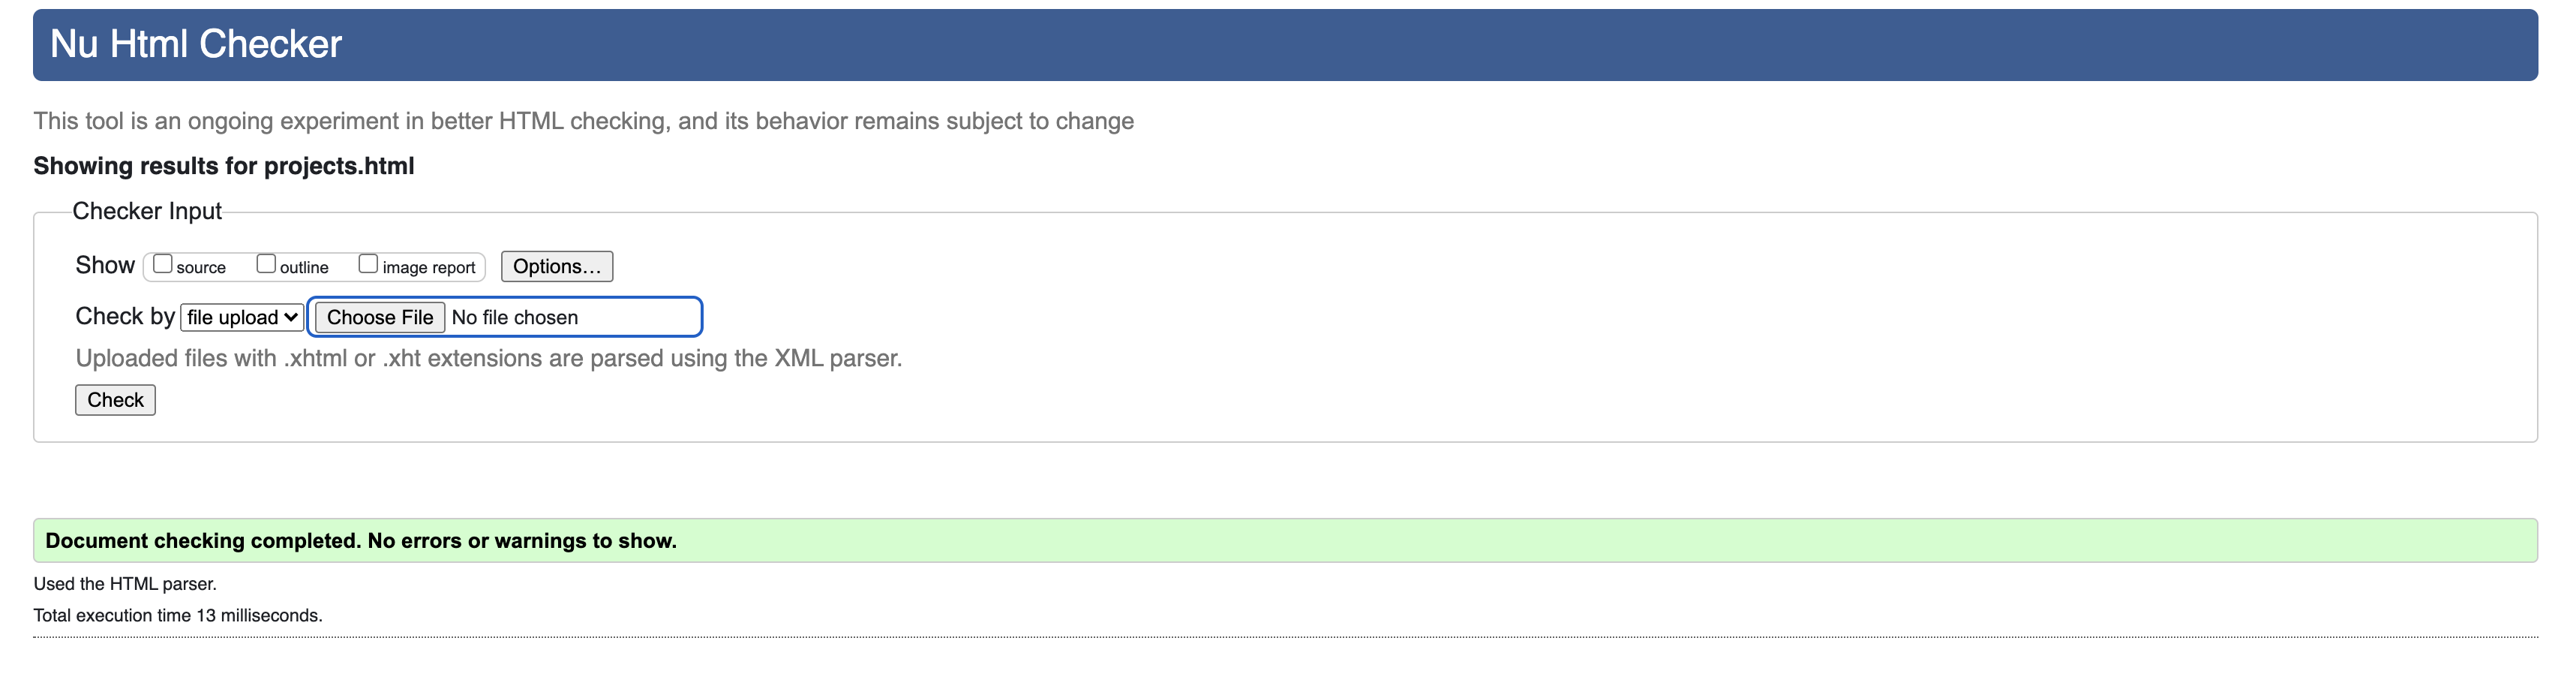 Nu Html Checker
This tool is an ongoing experiment in better HTML checking, and its behavior remains subject to change
Showing results for projects.html
Checker Input
Show source outline image report Options...
Check by file upload Choose File No file chosen
Uploaded files with .xhtml or .xht extensions are parsed using the XML parser.
Check
Document checking completed. No errors or warnings to show.
Used the HTML parser.
Total execution time 13 milliseconds.